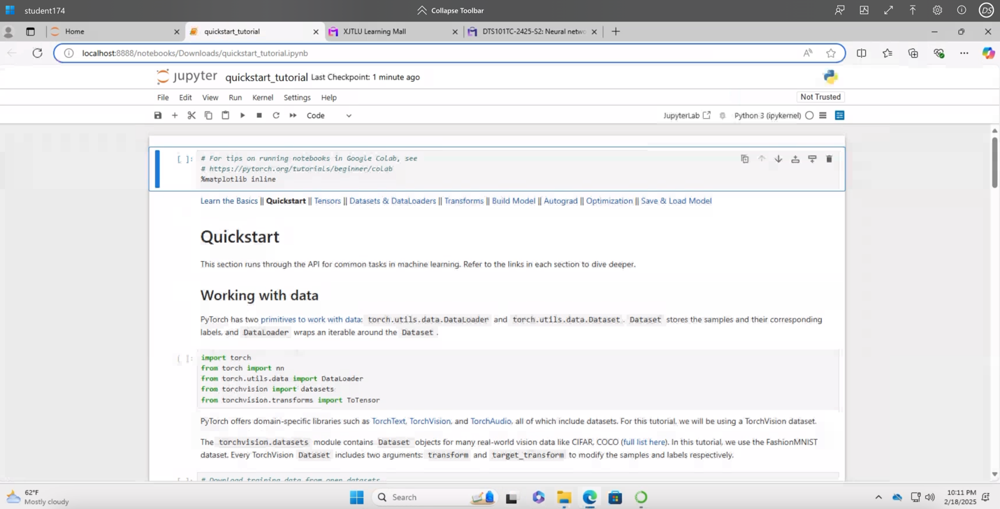 student174
Collapse Toolbar
DS
Home
quickstart_tutorial
XJTLU Learning Mall
DTS101TC-2425-S2: Neural netwo
localhost:8888/notebooks/Downloads/quickstart_tutorial.ipynb
jupyter quickstart_tutorial Last Checkpoint: 1 minute ago
File Edit View Run Kernel Settings Help
Not Trusted
Code
JupyterLab
Python 3 (ipykernel)
[ ]: # For tips on running notebooks in Google Colab, see
# https://pytorch.org/tutorials/beginner/colab
%matplotlib inline
Learn the Basics || Quickstart || Tensors || Datasets & DataLoaders || Transforms || Build Model || Autograd || Optimization || Save & Load Model
Quickstart
This section runs through the API for common tasks in machine learning. Refer to the links in each section to dive deeper.
Working with data
PyTorch has two primitives to work with data: torch.utils.data.DataLoader and torch.utils.data.Dataset. Dataset stores the samples and their corresponding
labels, and DataLoader wraps an iterable around the Dataset.
[ ]: import torch
from torch import nn
from torch.utils.data import DataLoader
from torchvision import datasets
from torchvision.transforms import ToTensor
PyTorch offers domain-specific libraries such as TorchText, TorchVision, and TorchAudio, all of which include datasets. For this tutorial, we will be using a TorchVision dataset.
The torchvision.datasets module contains Dataset objects for many real-world vision data like CIFAR, COCO (full list here). In this tutorial, we use the FashionMNIST
dataset. Every TorchVision Dataset includes two arguments: transform and target_transform to modify the samples and labels respectively.
[ ]: # Download training data from open datasets.
62°F
Mostly cloudy
Search
10:11 PM
2/18/2025